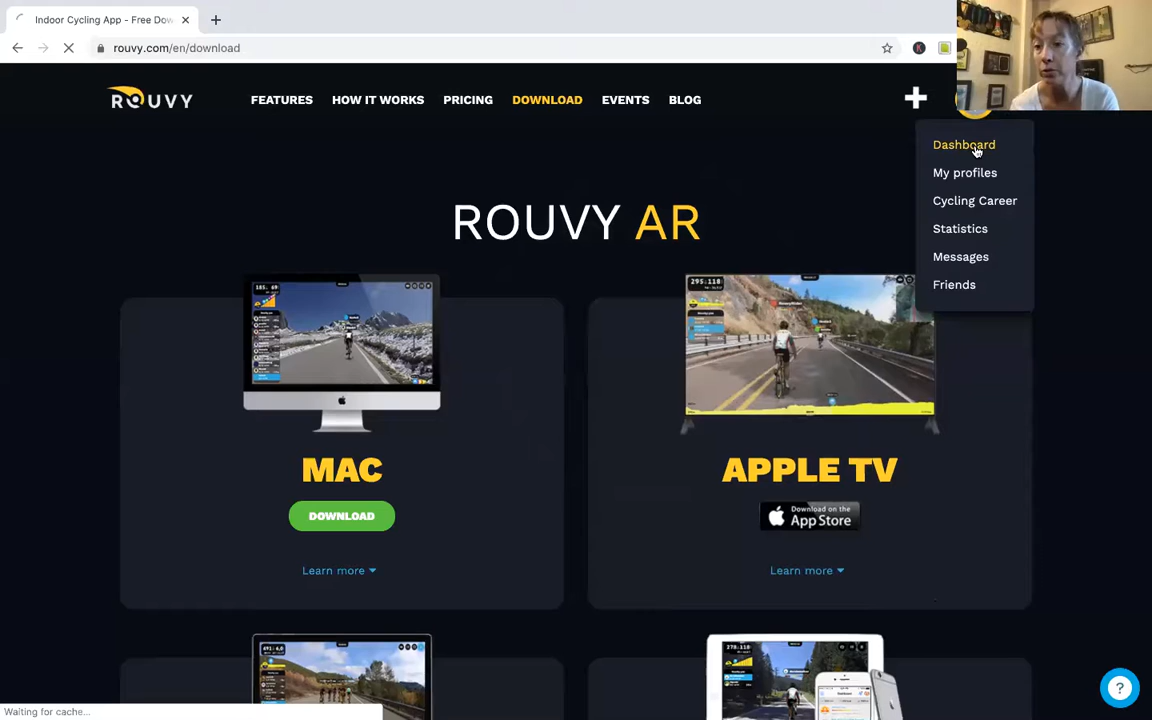 Indoor Cycling App - Free Dow
rouvy.com/en/download
ROUVY
FEATURES
HOW IT WORKS
PRICING
DOWNLOAD
EVENTS
BLOG
Dashboard
My profiles
Cycling Career
Statistics
Messages
Friends
ROUVY AR
MAC
DOWNLOAD
Learn more
APPLE TV
Download on the
App Store
Learn more
?
Waiting for cache...